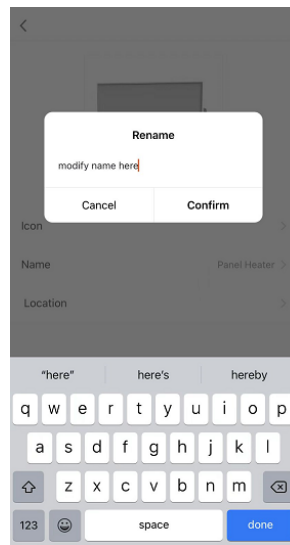 Rename
modify name here
Cancel Confirm
Icon
Name Panel Heater
Location
"here" here's hereby
q w e r t y u i o p
a s d f g h j k l
z x c v b n m
123 space done